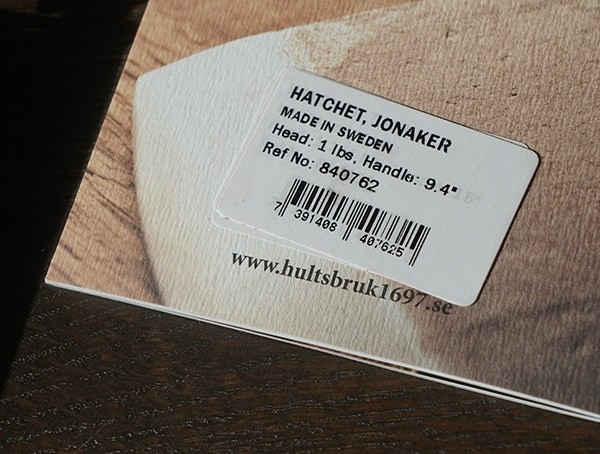 HATCHET, JONAKER
MADE IN SWEDEN
Head: 1 lbs, Handle: 9.4"
Ref No: 840762
7 391408 407625
www.hultsbruk1697.se